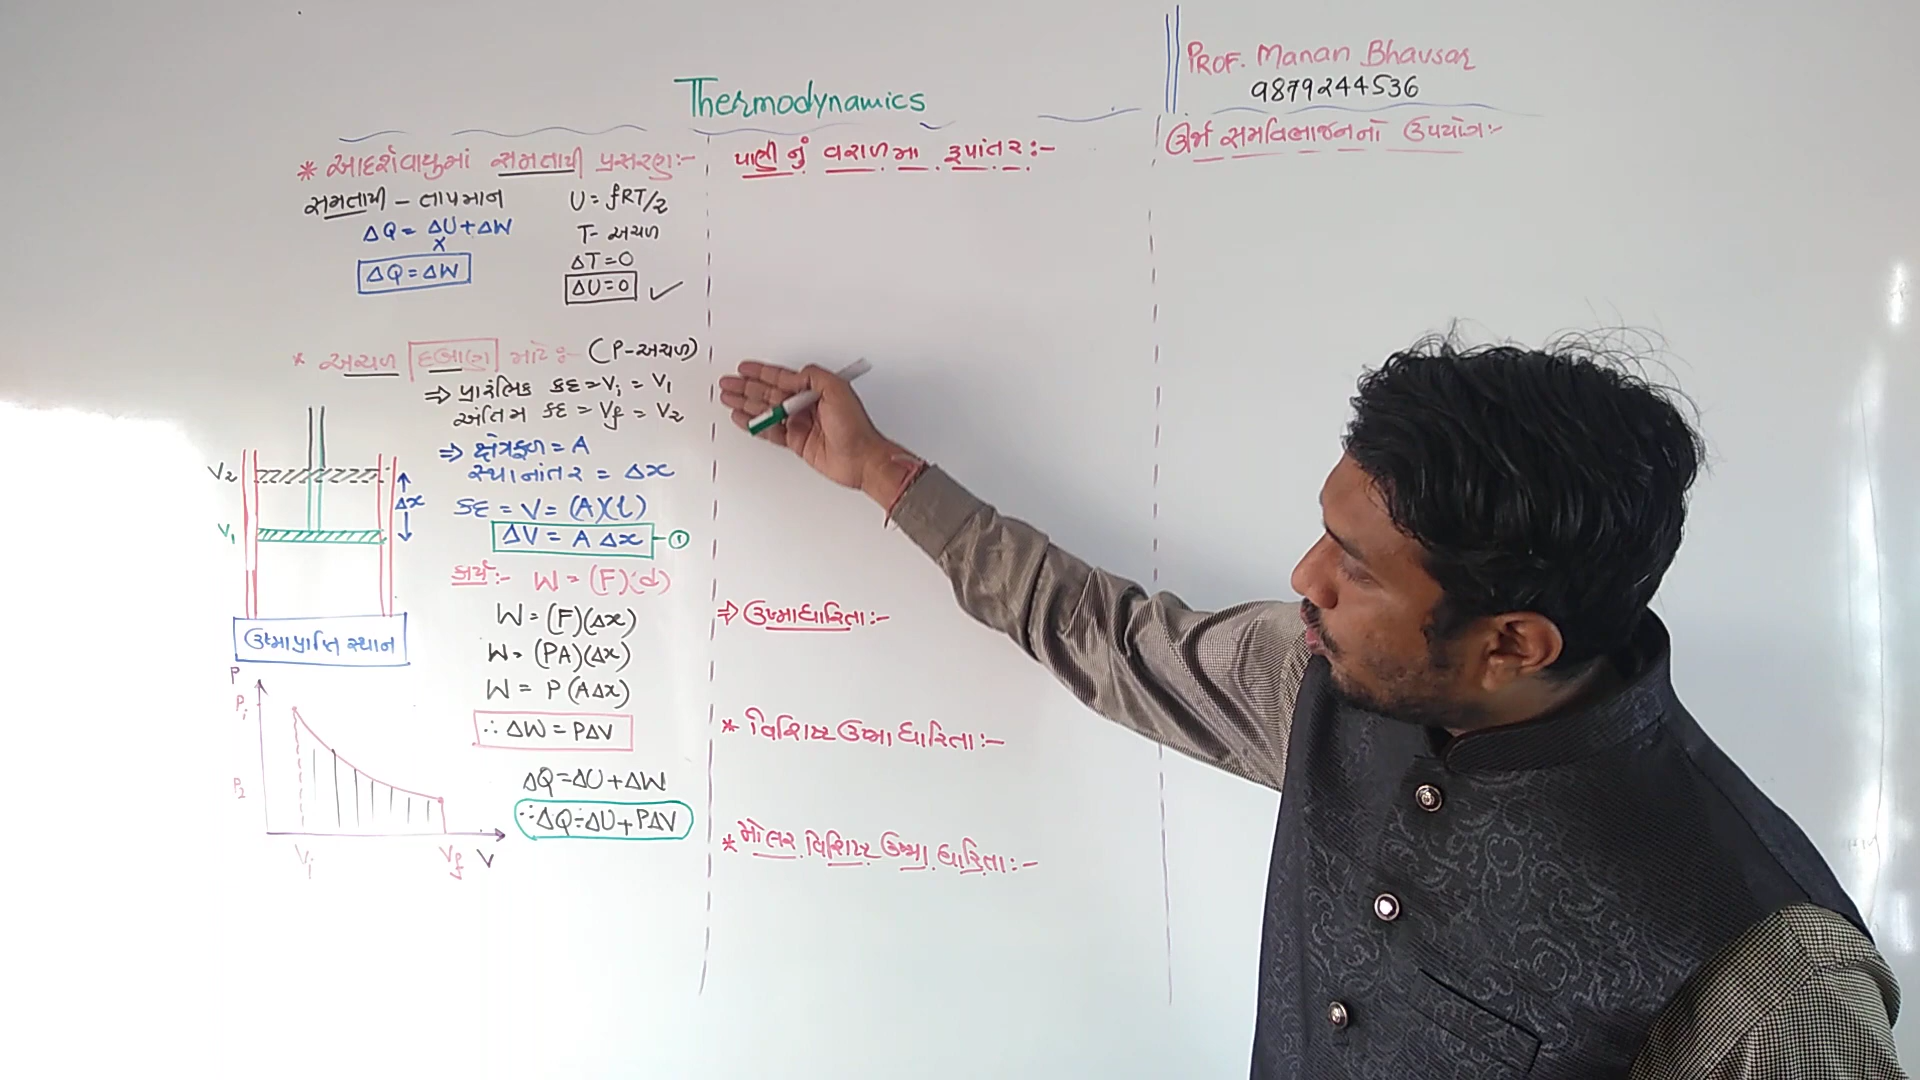 PROF. Manan Bhavsar
9879244536
Thermodynamics
* આદર્શવાયુમાં સમતાપી પ્રસરણ:-
સમતાપી - તાપમાન
ΔQ = ΔU + ΔW
x
ΔQ = ΔW
U = fRT/2
T- અચળ
ΔT = 0
ΔU = 0 ✓
* અચળ દબાણ માટે:- (P-અચળ)
⇒ પ્રારંભિક કદ = Vi = V1
અંતિમ કદ = Vf = V2
⇒ ક્ષેત્રફળ = A
સ્થાનાંતર = Δx
કદ = V = (A)(l)
ΔV = A Δx -①
કાર્ય:- W = (F)(d)
W = (F)(Δx)
W = (PA)(Δx)
W = P(AΔx)
∴ ΔW = PΔV
ΔQ = ΔU + ΔW
∴ ΔQ = ΔU + PΔV
V2
V1
Δx
ઉષ્માપ્રાપ્તિ સ્થાન
P
Pi
P2
Vi
Vf
V
પાણીનું વરાળમાં રૂપાંતર:-
⇒ ઉષ્માધારિતા:-
* વિશિષ્ટ ઉષ્મા ધારિતા:-
* મોલર વિશિષ્ટ ઉષ્મા ધારિતા:-
ઊર્જા સમવિભાજનનો ઉપયોગ:-